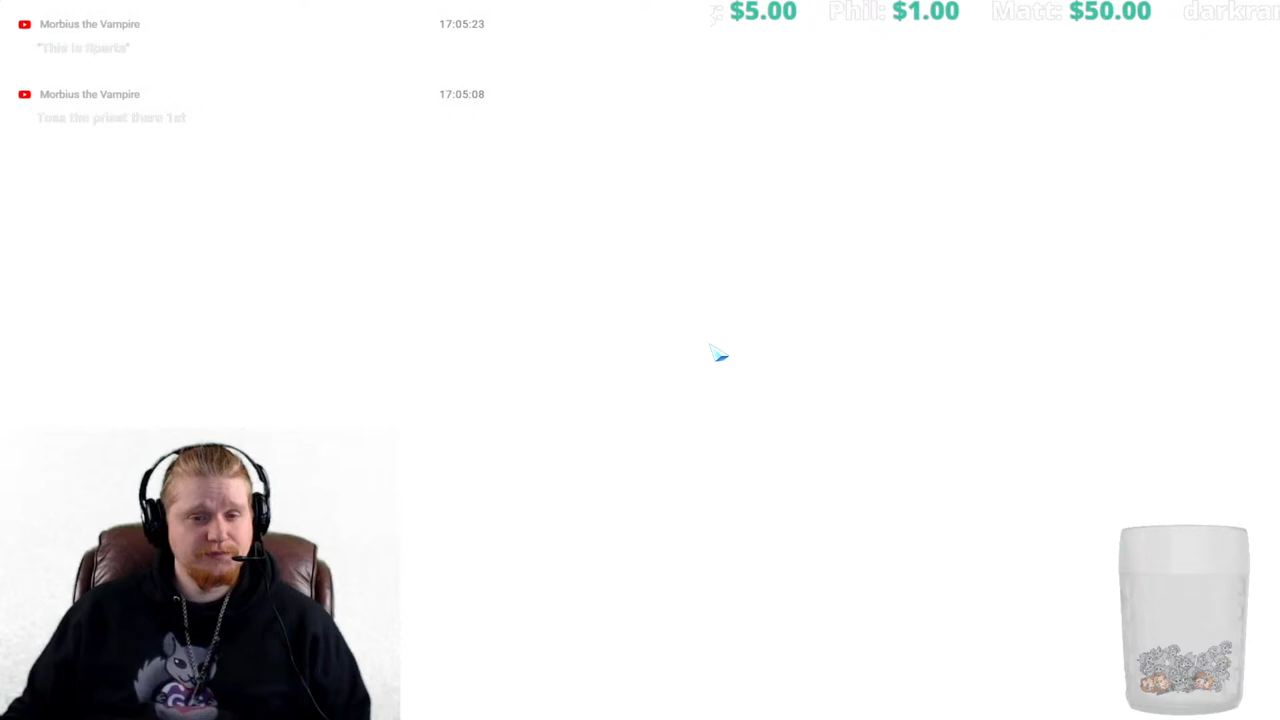 Morbius the Vampire 17:05:23
"This Is Sparta"
Morbius the Vampire 17:05:08
Toss the priest there 1st
$5.00 Phil: $1.00 Matt: $50.00 darkran